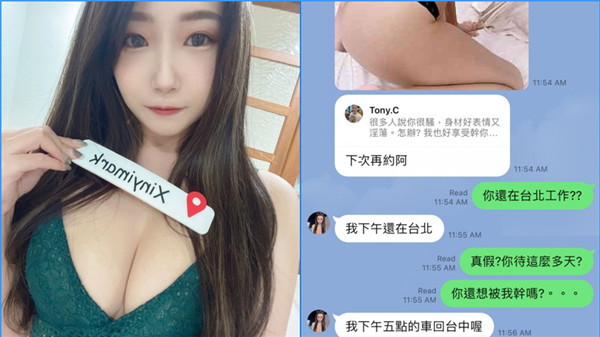 Xinyimark
11:54 AM
Tony.C
很多人說你很騷,身材好表情又
淫蕩。怎辦? 我也好享受幹你...
下次再約阿
11:54 AM
Read
11:54 AM
你還在台北工作??
我下午還在台北
11:55 AM
Read
11:55 AM
真假?你待這麼多天?
Read
11:55 AM
你還想被我幹嗎?。。。
我下午五點的車回台中喔
11:56 AM